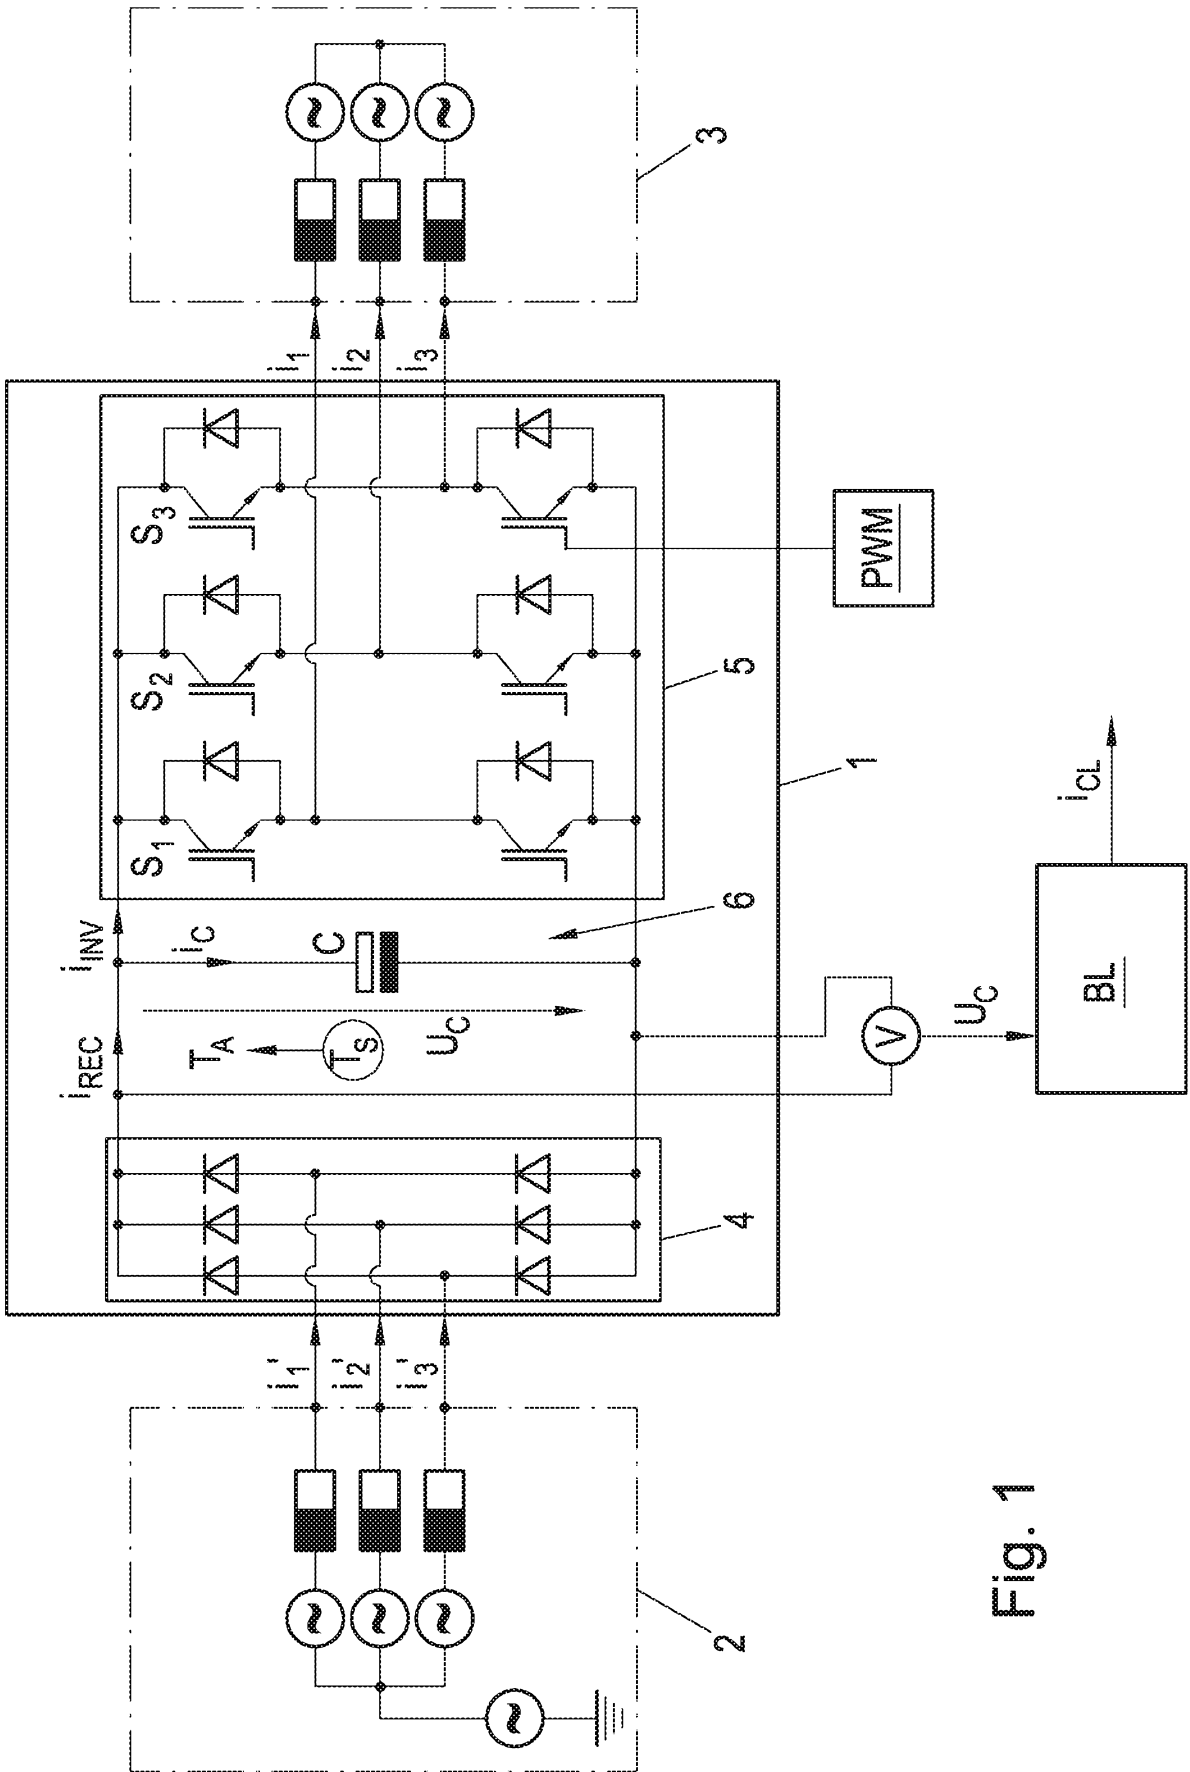 2
i'1
i'2
i'3
4
iREC
iINV
TA
TS
iC
UC
C
6
V
UC
BL
iCL
1
5
S1
S2
S3
PWM
i1
i2
i3
3
Fig. 1